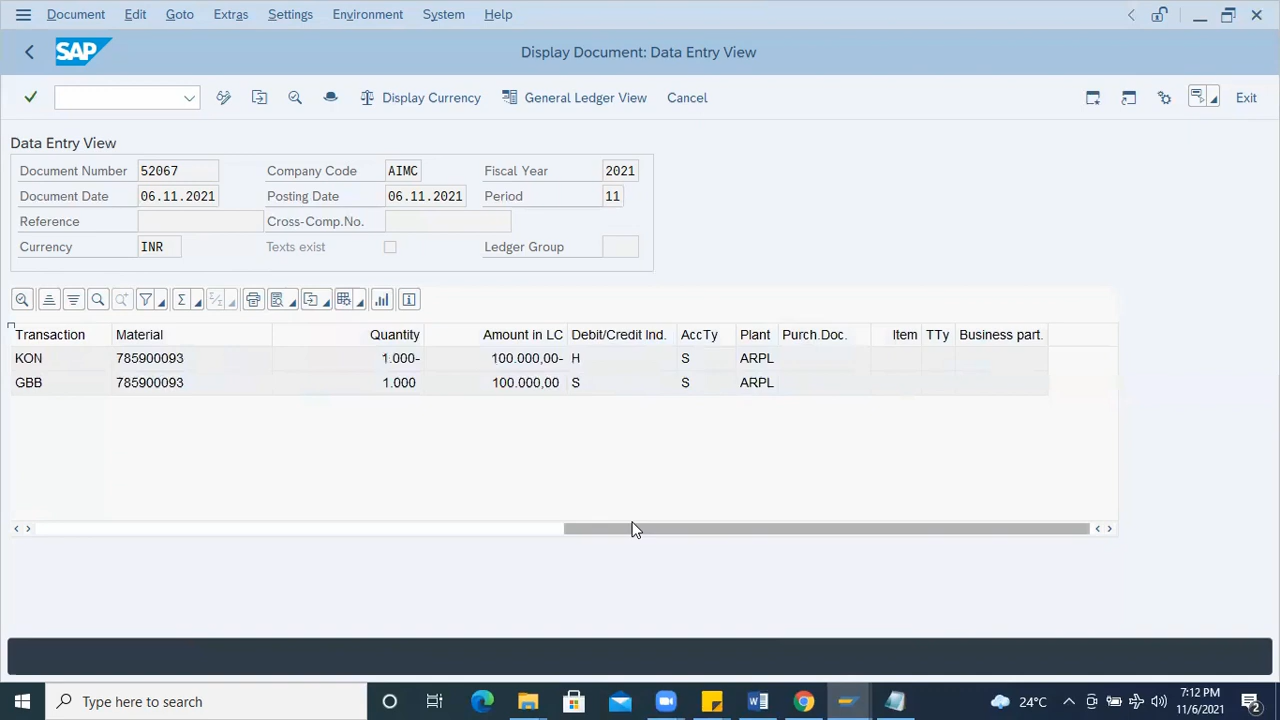 Document Edit Goto Extras Settings Environment System Help
SAP Display Document: Data Entry View
Display Currency General Ledger View Cancel Exit
Data Entry View
Document Number 52067 Company Code AIMC Fiscal Year 2021
Document Date 06.11.2021 Posting Date 06.11.2021 Period 11
Reference Cross-Comp.No.
Currency INR Texts exist Ledger Group
Transaction Material Quantity Amount in LC Debit/Credit Ind. AccTy Plant Purch.Doc. Item TTy Business part.
KON 785900093 1.000- 100.000,00- H S ARPL
GBB 785900093 1.000 100.000,00 S S ARPL
Type here to search 24°C 7:12 PM
11/6/2021 2